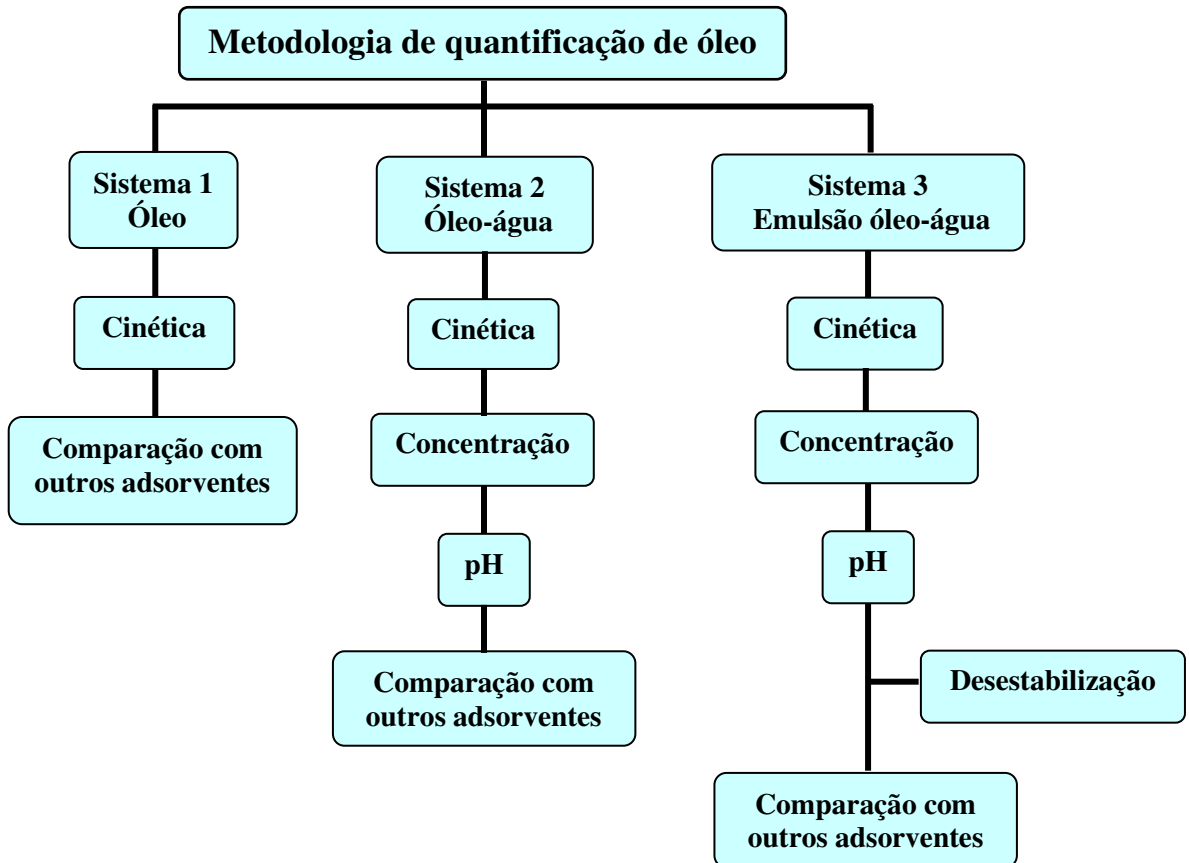 Metodologia de quantificação de óleo
Sistema 1
Óleo
Cinética
Comparação com
outros adsorventes
Sistema 2
Óleo-água
Cinética
Concentração
pH
Comparação com
outros adsorventes
Sistema 3
Emulsão óleo-água
Cinética
Concentração
pH
Desestabilização
Comparação com
outros adsorventes